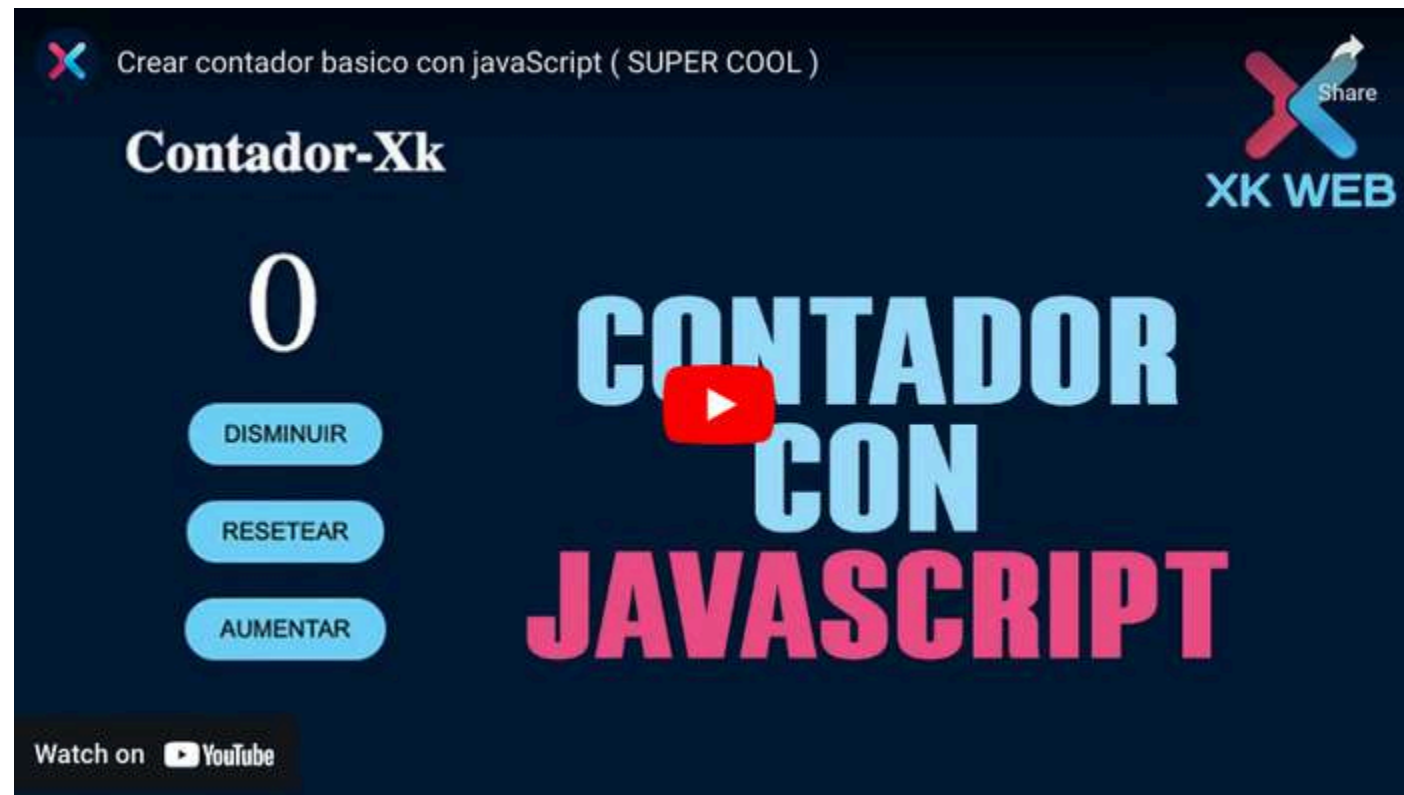 Crear contador basico con javaScript ( SUPER COOL )
Share
XK WEB
Contador-Xk
0
DISMINUIR
RESETEAR
AUMENTAR
CONTADOR
CON
JAVASCRIPT
Watch on YouTube